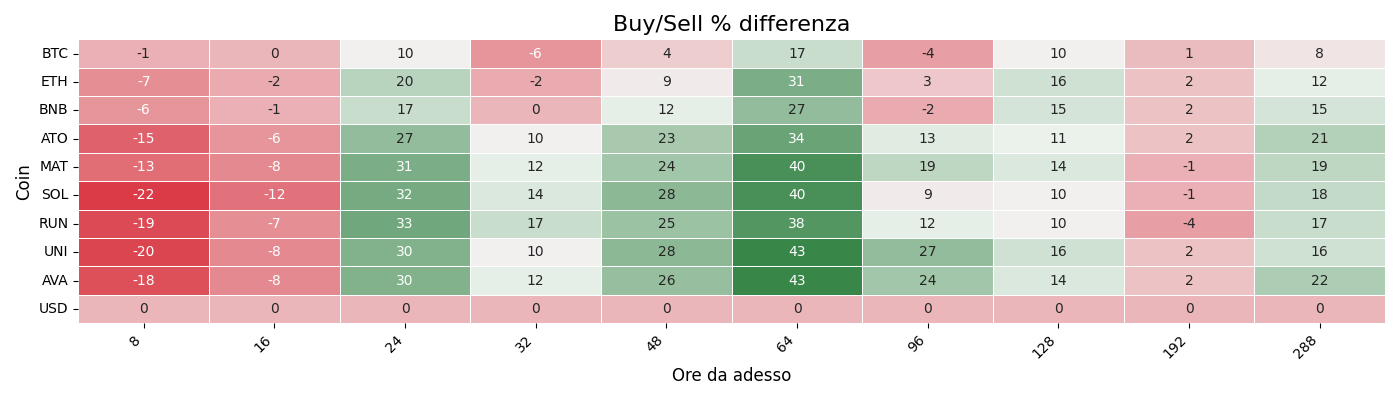 Buy/Sell % differenza
Coin
BTC -1 0 10 -6 4 17 -4 10 1 8
ETH -7 -2 20 -2 9 31 3 16 2 12
BNB -6 -1 17 0 12 27 -2 15 2 15
ATO -15 -6 27 10 23 34 13 11 2 21
MAT -13 -8 31 12 24 40 19 14 -1 19
SOL -22 -12 32 14 28 40 9 10 -1 18
RUN -19 -7 33 17 25 38 12 10 -4 17
UNI -20 -8 30 10 28 43 27 16 2 16
AVA -18 -8 30 12 26 43 24 14 2 22
USD 0 0 0 0 0 0 0 0 0 0
8 16 24 32 48 64 96 128 192 288
Ore da adesso